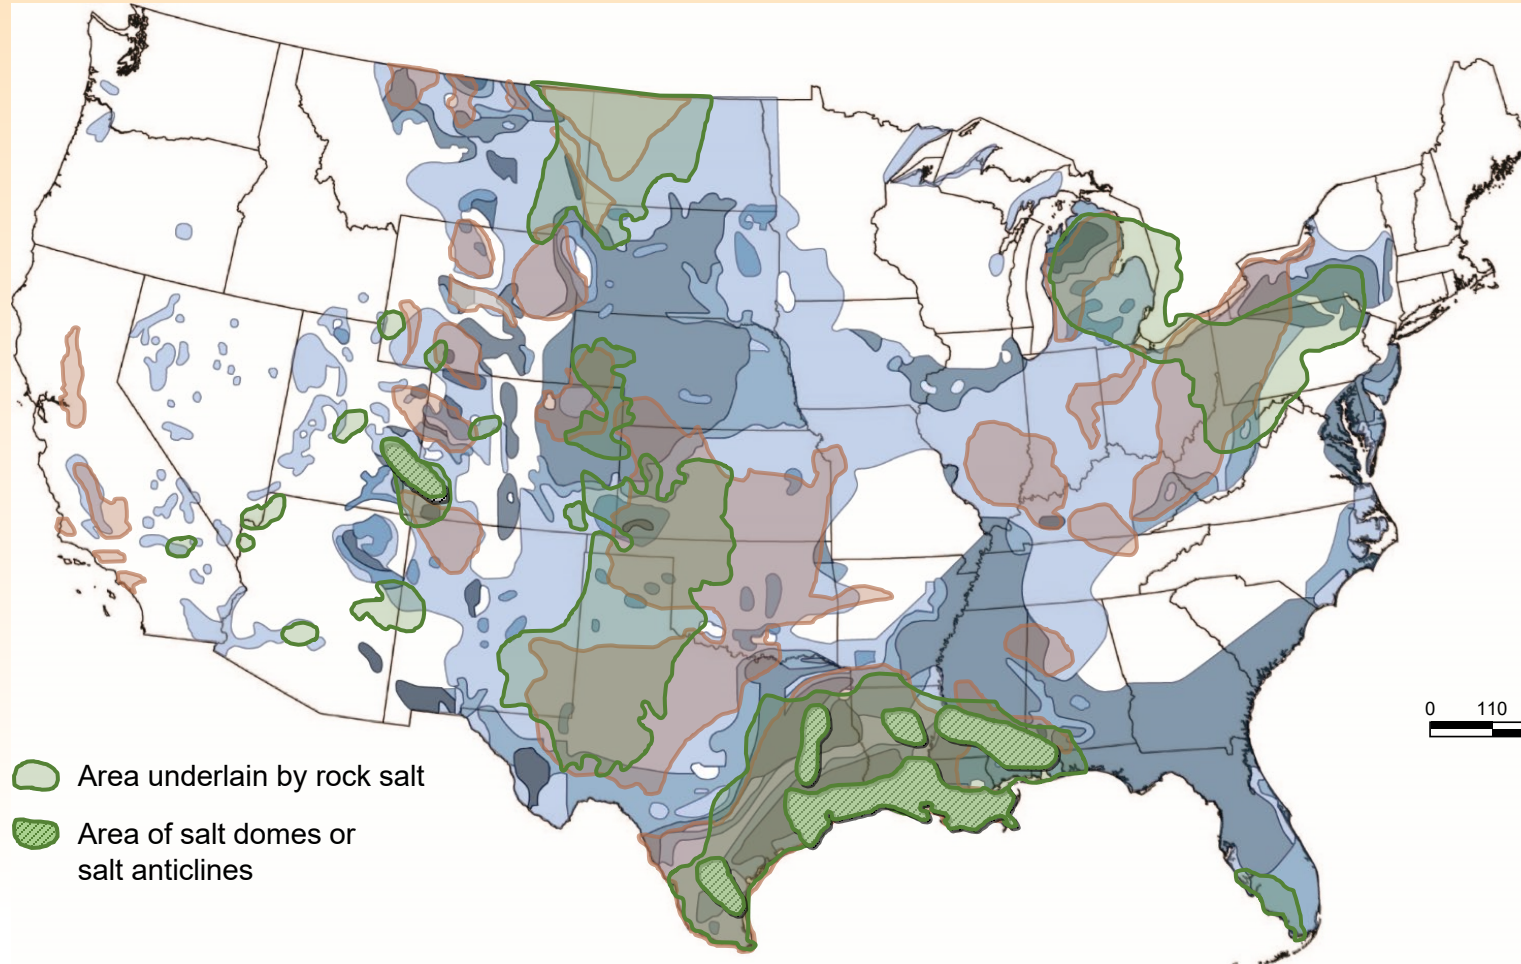 0 110
Area underlain by rock salt
Area of salt domes or
salt anticlines